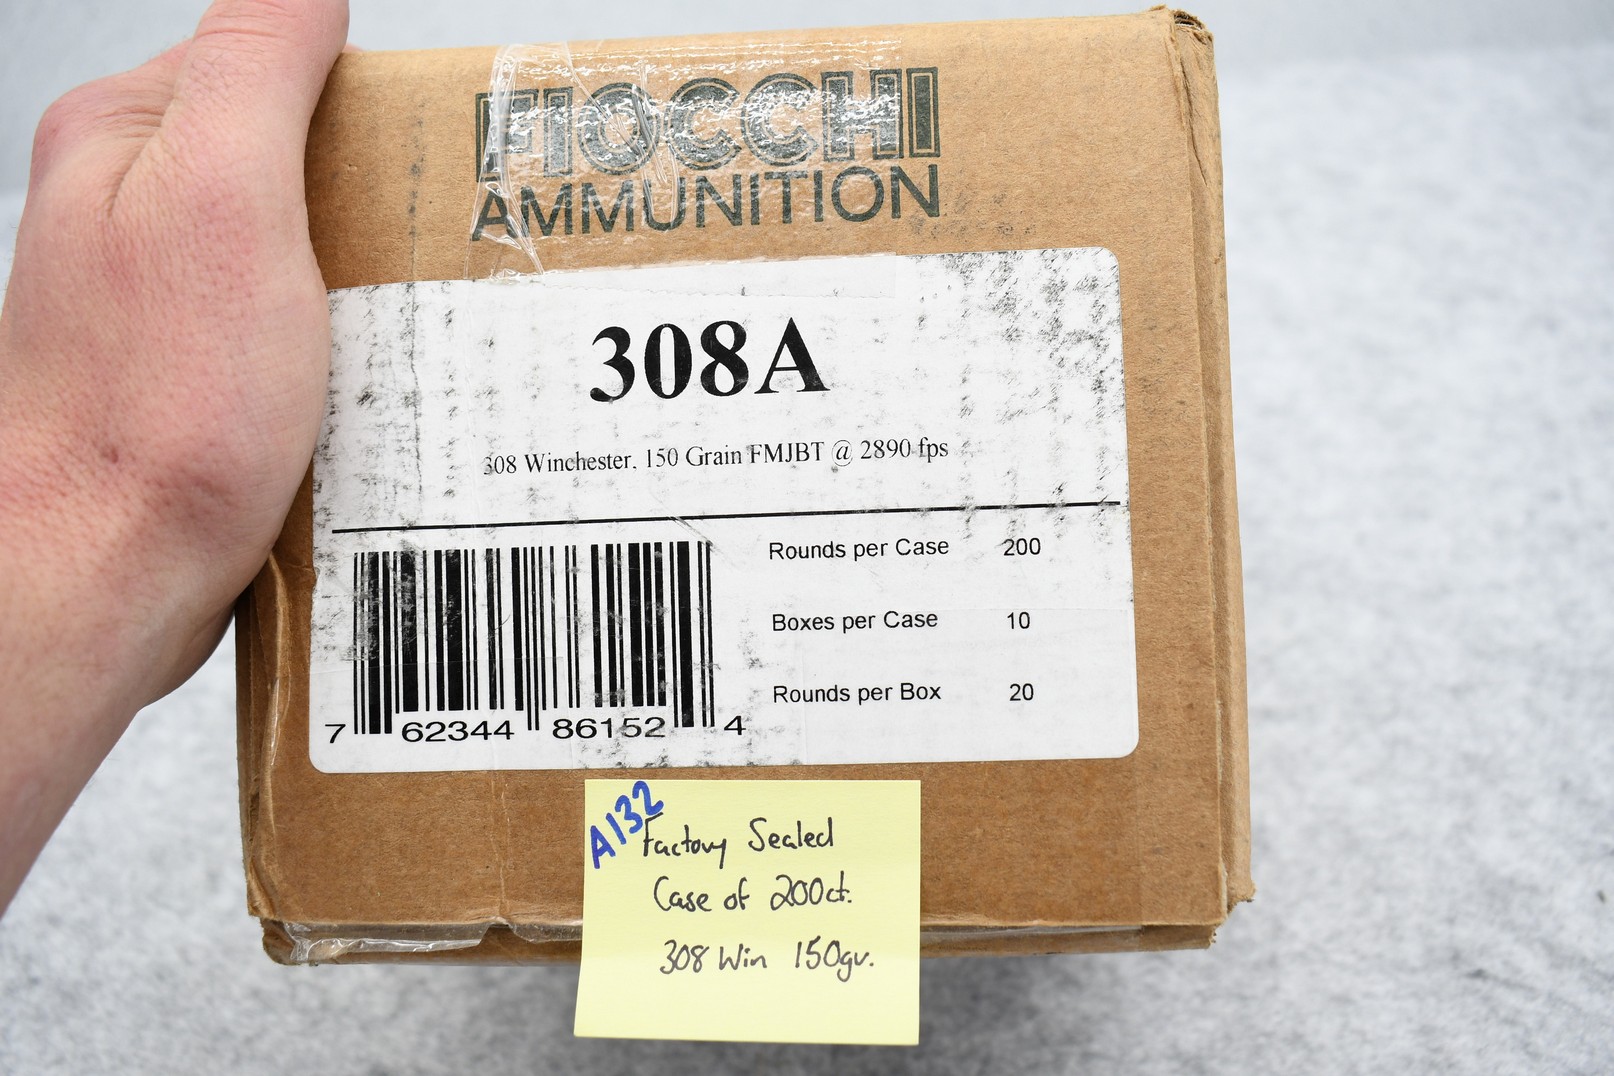 FIOCCHI
AMMUNITION
308A
308 Winchester, 150 Grain FMJBT @ 2890 fps
Rounds per Case 200
Boxes per Case 10
Rounds per Box 20
7 62344 86152 4
A132
Factory Sealed
Case of 200ct.
308 Win 150gr.